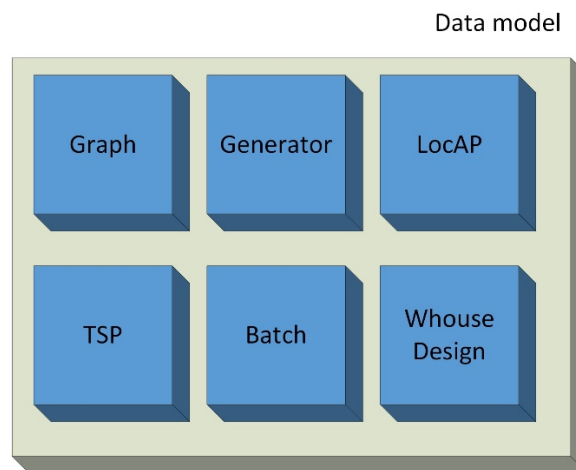 Data model
Graph
Generator
LocAP
TSP
Batch
Whouse
Design